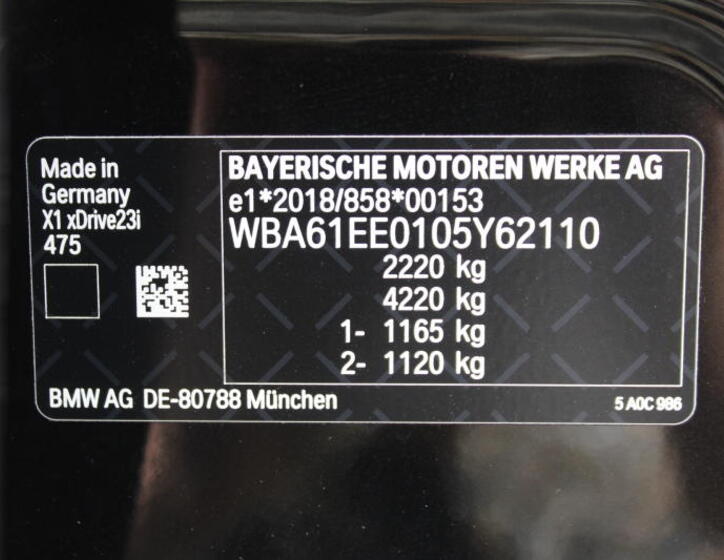 Made in
Germany
X1 xDrive23i
475
BAYERISCHE MOTOREN WERKE AG
e1*2018/858*00153
WBA61EE0105Y62110
2220 kg
4220 kg
1- 1165 kg
2- 1120 kg
BMW AG DE-80788 München
5 A0C 986